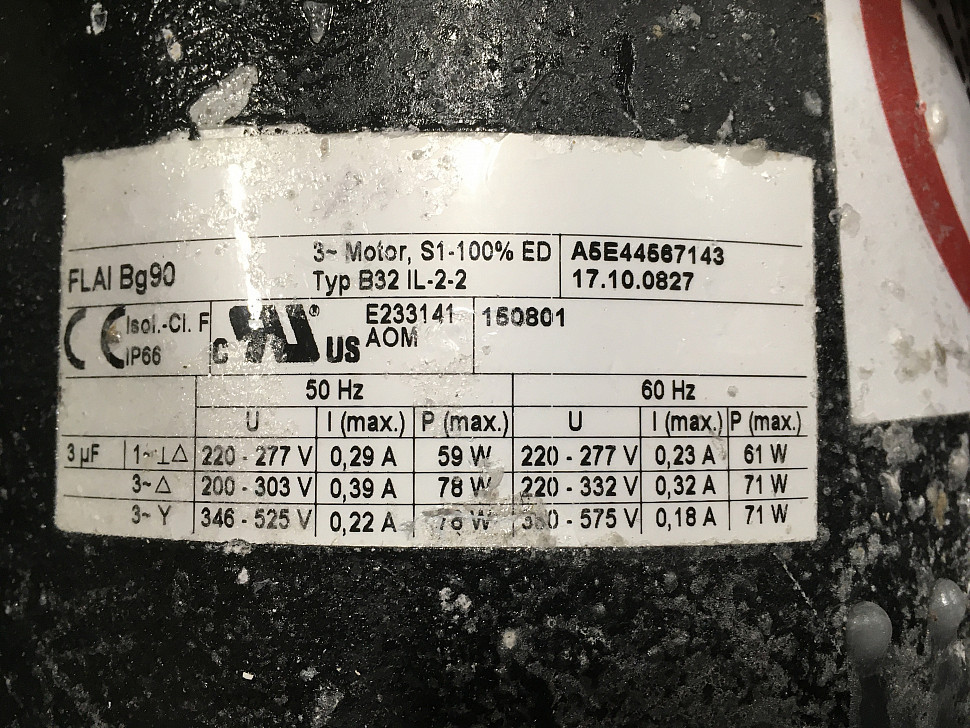 FLAI Bg90
3~ Motor, S1-100% ED
Typ B32 IL-2-2
A5E44567143
17.10.0827
CE Isol.-Cl. F
IP66
C UL ® US
E233141
AOM
150801
50 Hz 60 Hz
U I (max.) P (max.) U I (max.) P (max.)
3 µF 1~⊥△ 220 - 277 V 0,29 A 59 W 220 - 277 V 0,23 A 61 W
3~ △ 200 - 303 V 0,39 A 78 W 220 - 332 V 0,32 A 71 W
3~ Y 346 - 525 V 0,22 A W - 575 V 0,18 A 71 W